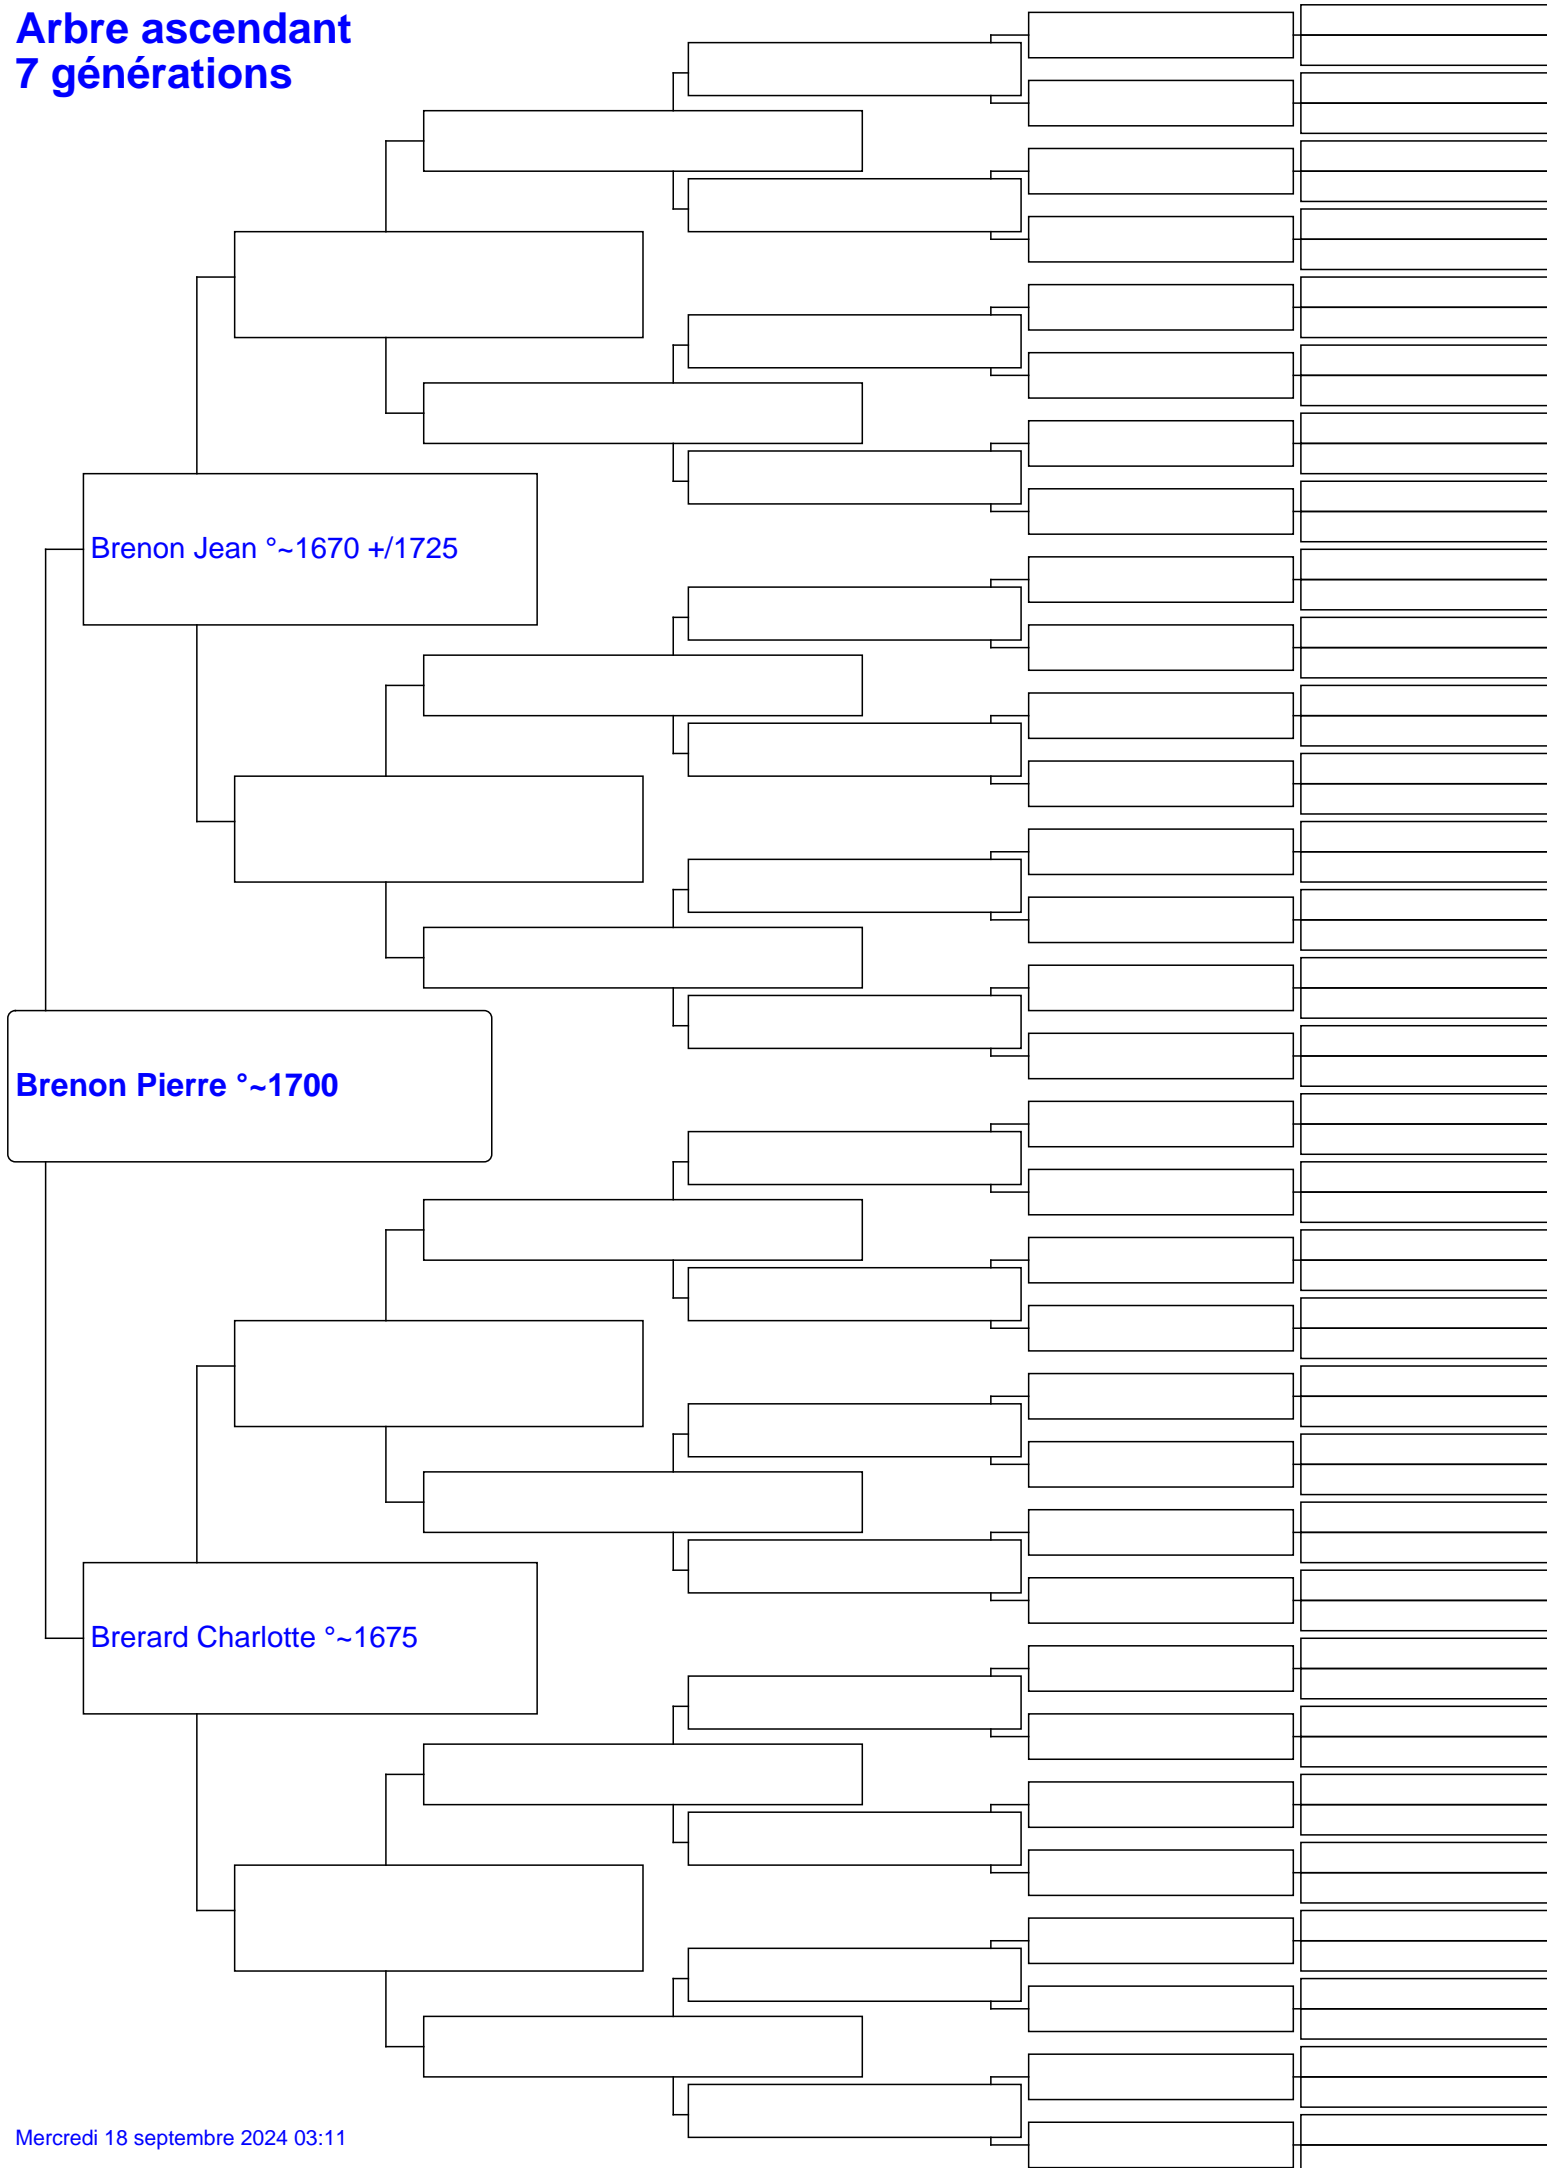 Arbre ascendant
7 générations
Brenon Jean °~1670 +/1725
Brenon Pierre °~1700
Brerard Charlotte °~1675
Mercredi 18 septembre 2024 03:11